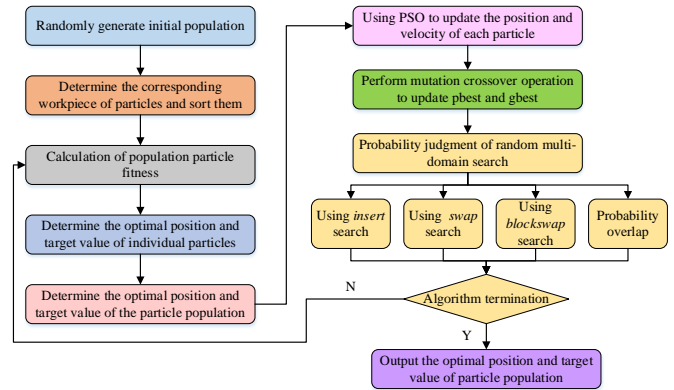 Randomly generate initial population
Determine the corresponding
workpiece of particles and sort them
Calculation of population particle
fitness
Determine the optimal position and
target value of individual particles
Determine the optimal position and
target value of the particle population
Using PSO to update the position and
velocity of each particle
Perform mutation crossover operation
to update pbest and gbest
Probability judgment of random multi-
domain search
Using insert
search
Using swap
search
Using
blockswap
search
Probability
overlap
N
Algorithm termination
Y
Output the optimal position and target
value of particle population